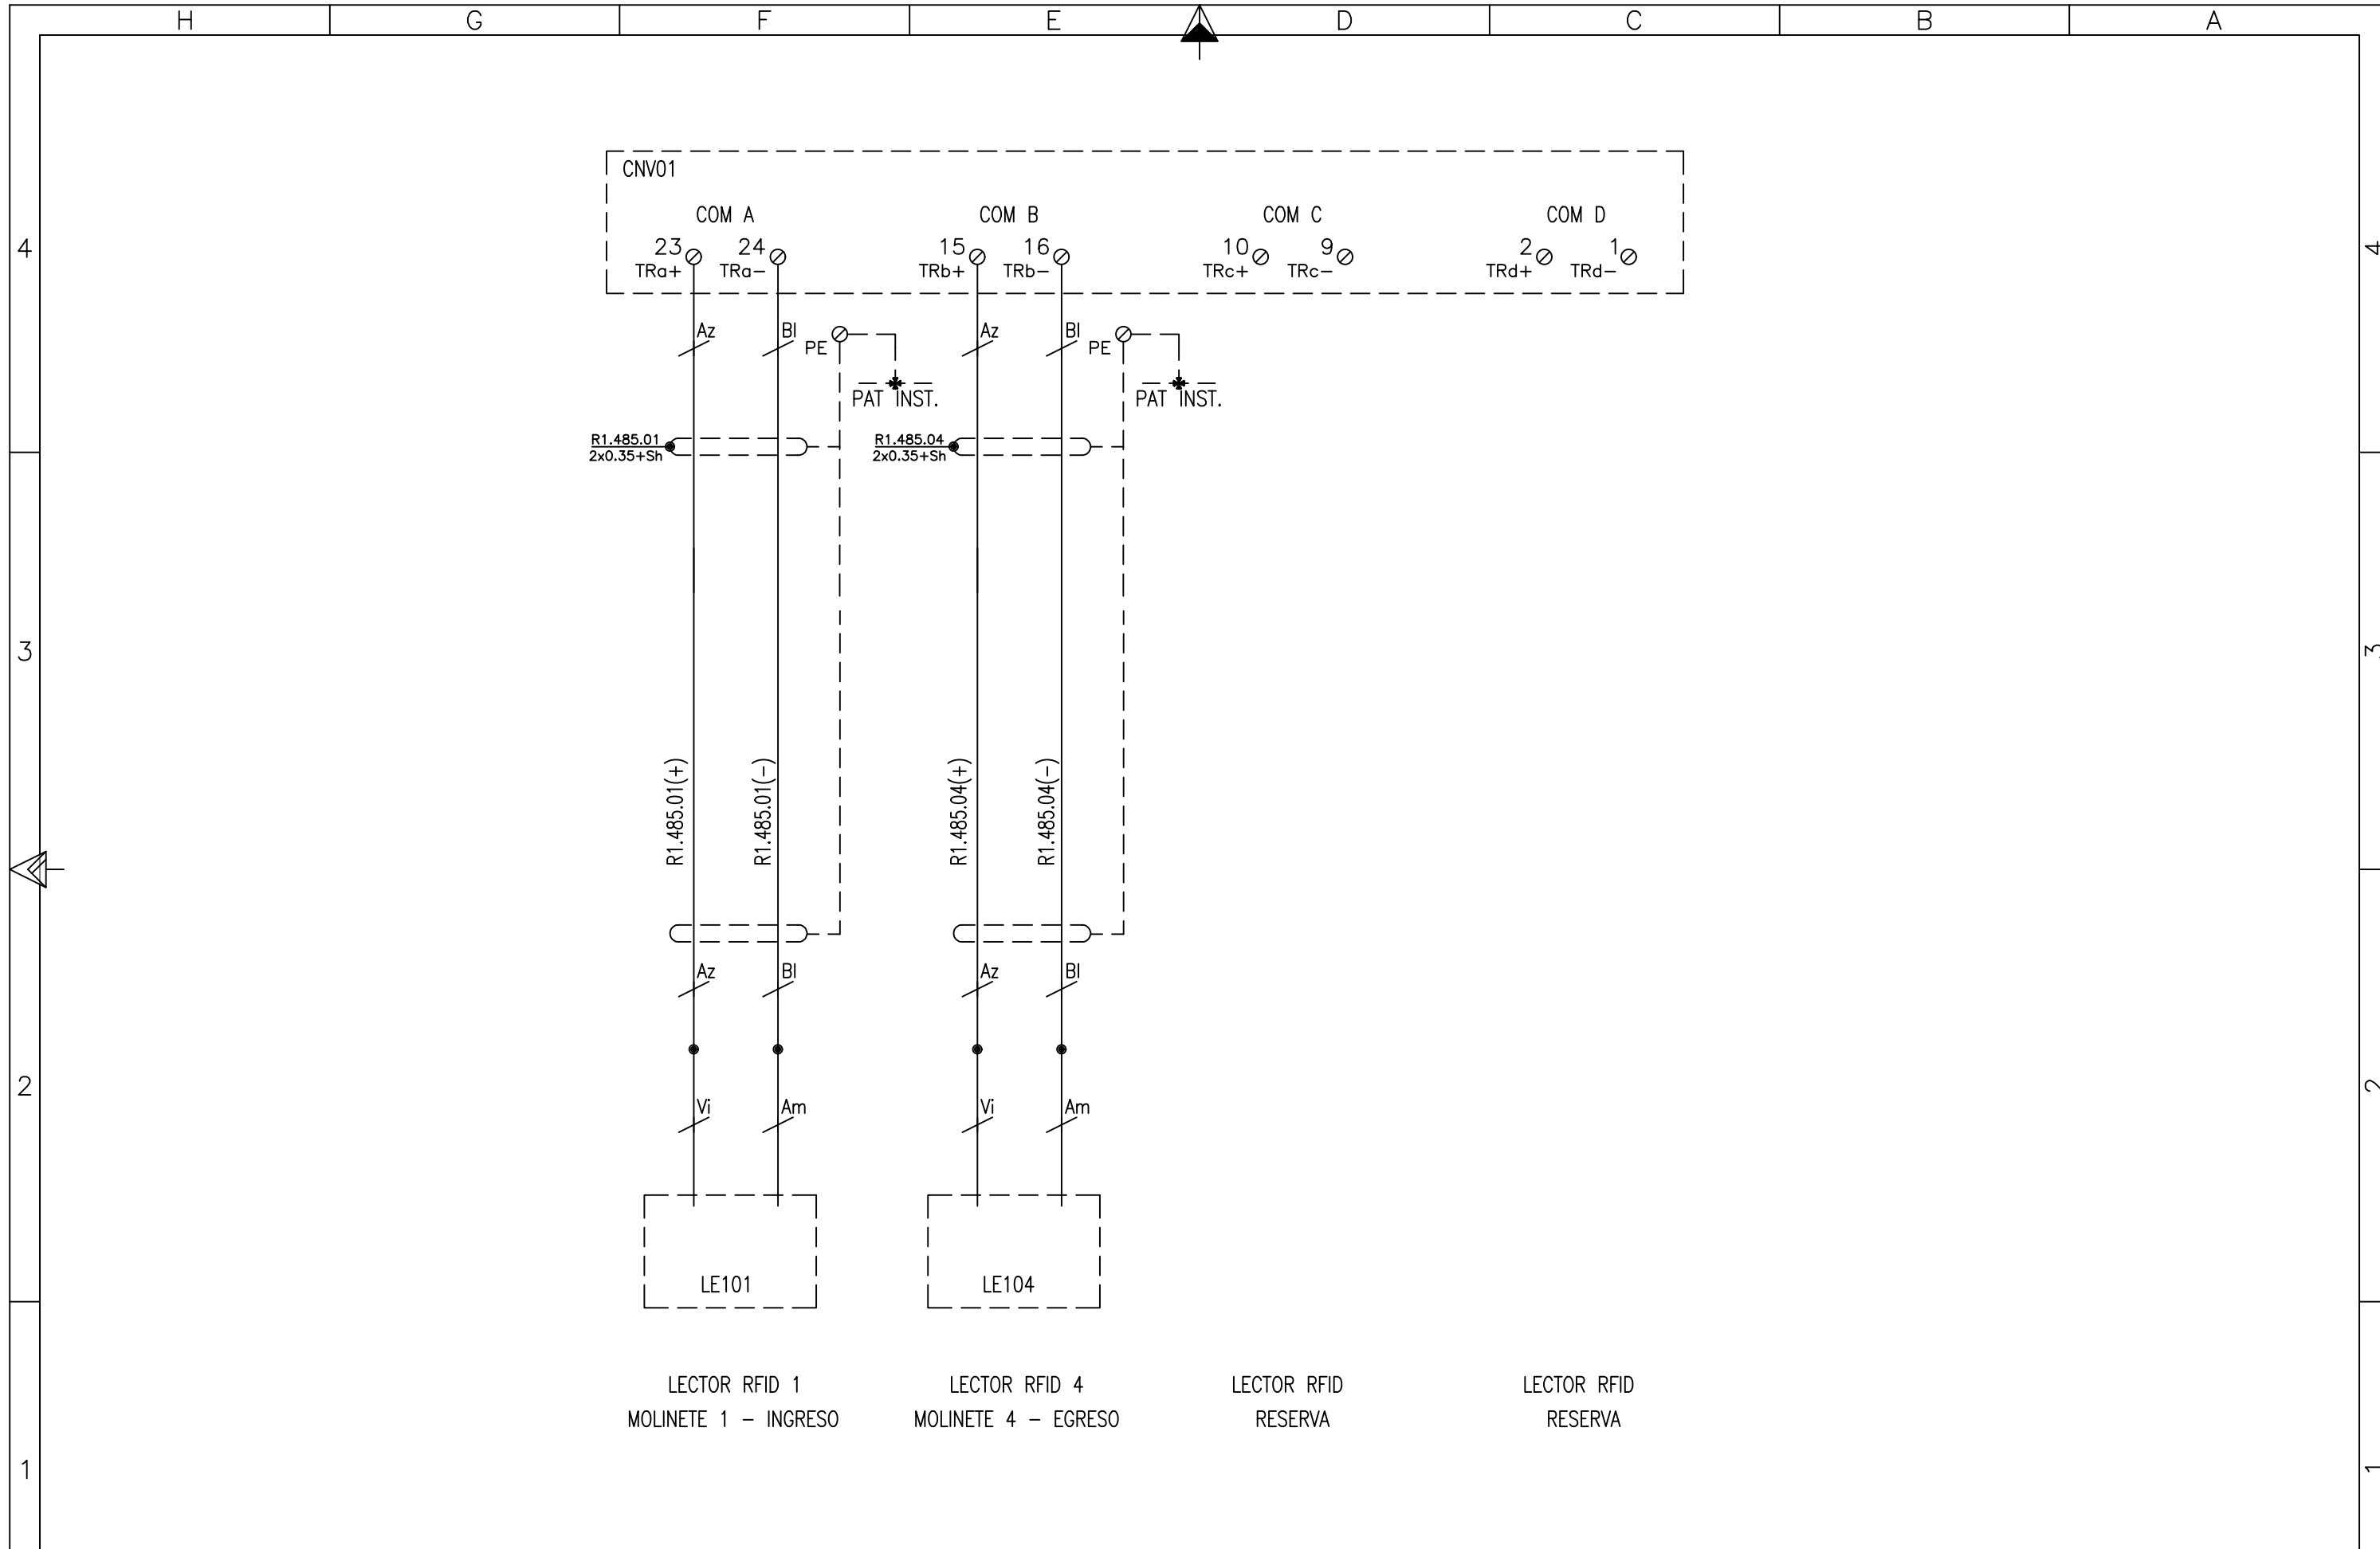 H G F E D C B A
CNV01
COM A COM B COM C COM D
23 24 15 16 10 9 2 1
TRa+ TRa- TRb+ TRb- TRc+ TRc- TRd+ TRd-
4 4
Az Bl Az Bl
PE PE
PAT INST. PAT INST.
R1.485.01 R1.485.04
2x0.35+Sh 2x0.35+Sh
3 3
R1.485.01(+) R1.485.01(-) R1.485.04(+) R1.485.04(-)
Az Bl Az Bl
2 2
Vi Am Vi Am
LE101 LE104
LECTOR RFID 1 LECTOR RFID 4 LECTOR RFID LECTOR RFID
MOLINETE 1 - INGRESO MOLINETE 4 - EGRESO RESERVA RESERVA
1 1